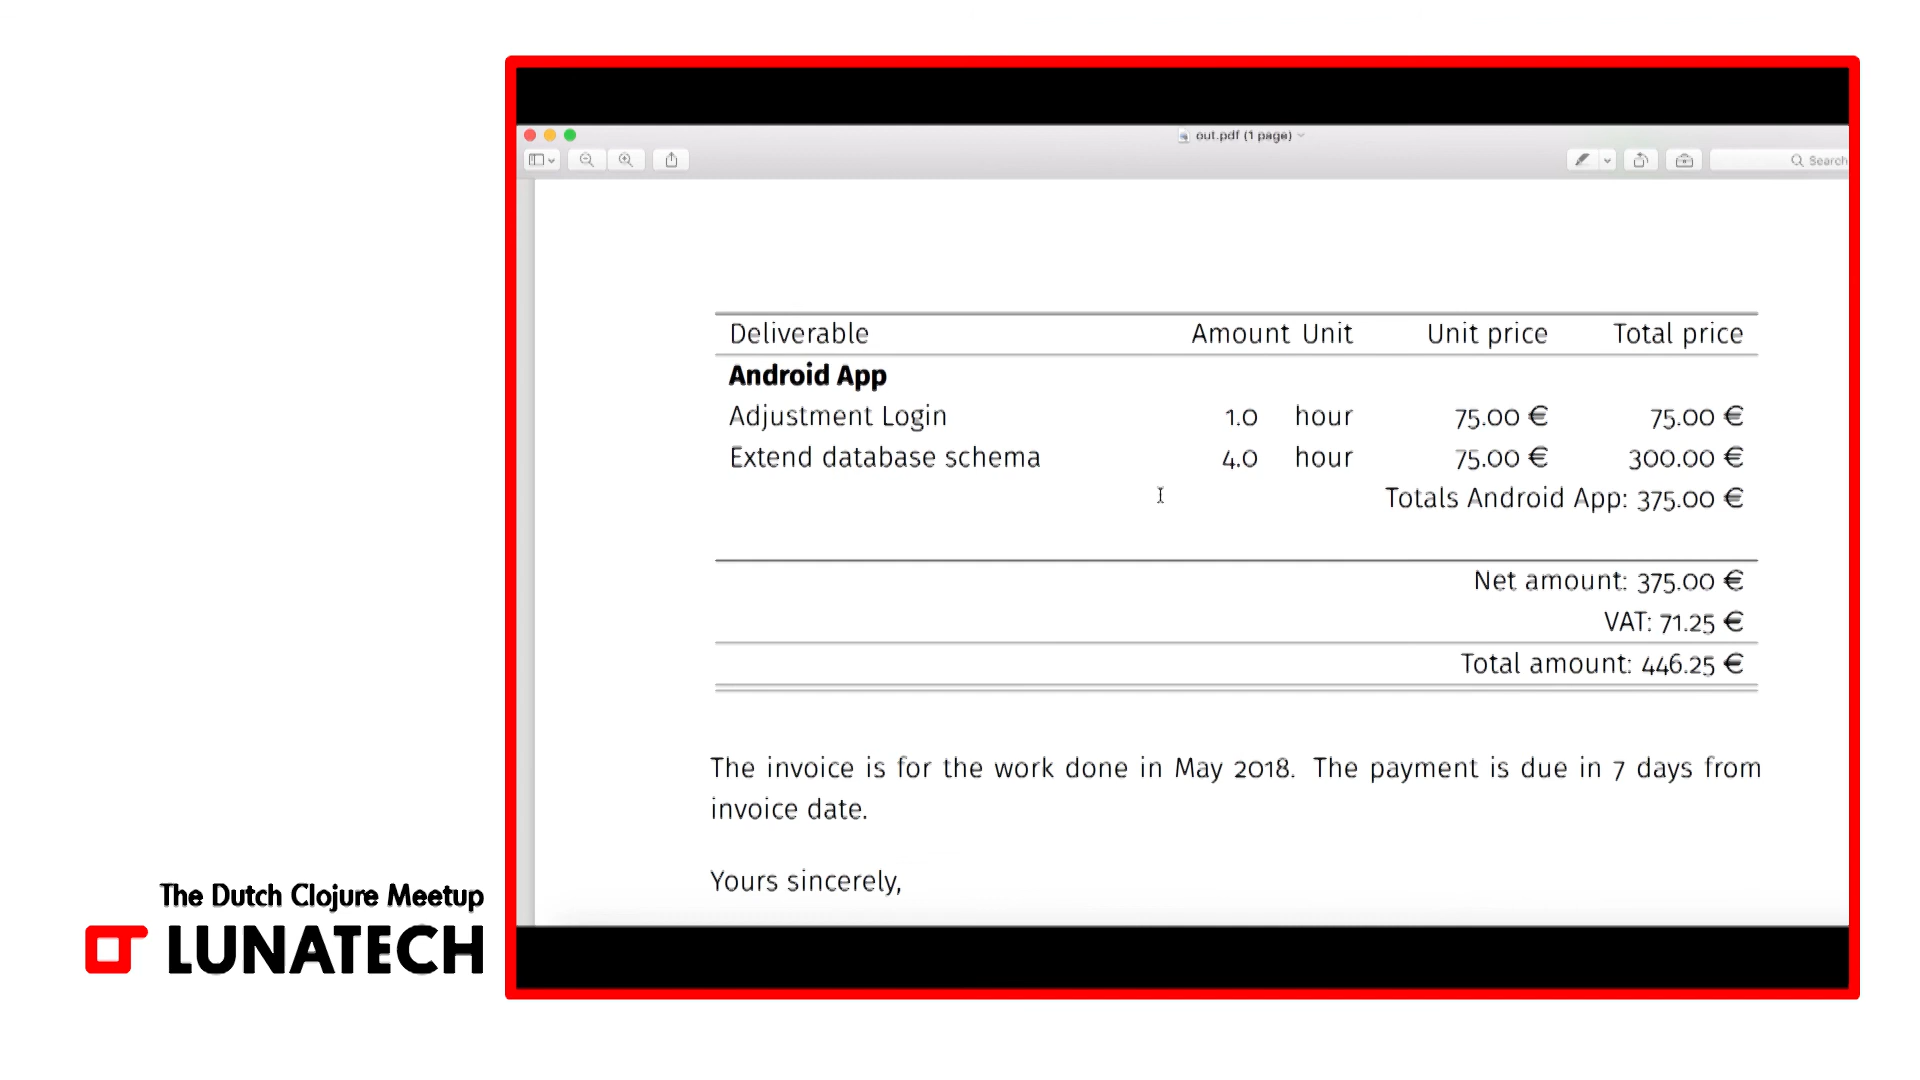 out.pdf (1 page)
Search
Deliverable Amount Unit Unit price Total price
Android App
Adjustment Login 1.0 hour 75.00 € 75.00 €
Extend database schema 4.0 hour 75.00 € 300.00 €
Totals Android App: 375.00 €
Net amount: 375.00 €
VAT: 71.25 €
Total amount: 446.25 €
The invoice is for the work done in May 2018. The payment is due in 7 days from
invoice date.
Yours sincerely,
The Dutch Clojure Meetup
LUNATECH